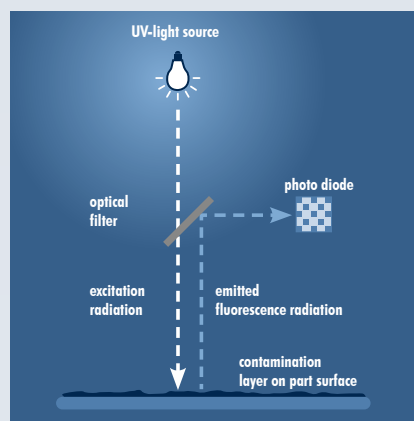 UV-light source
photo diode
optical
filter
excitation
radiation
emitted
fluorescence radiation
contamination
layer on part surface